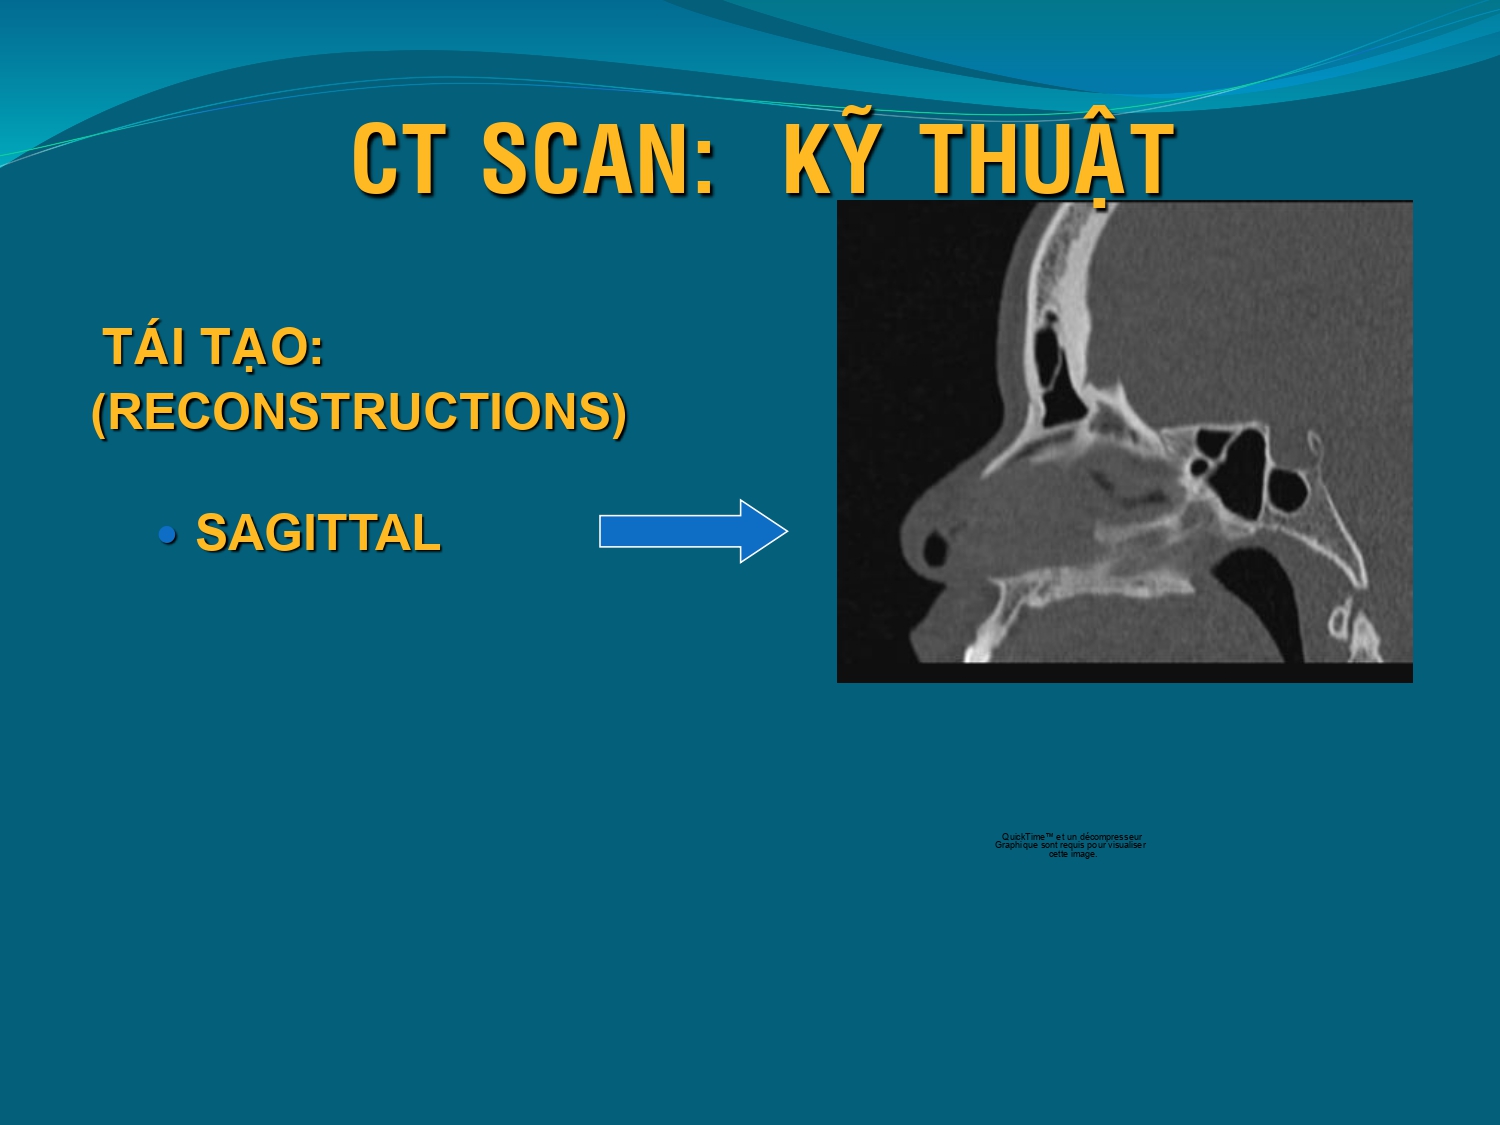 CT SCAN: KỸ THUẬT
TÁI TẠO:
(RECONSTRUCTIONS)
• SAGITTAL
QuickTime™ et un décompresseur
Graphique sont requis pour visualiser
cette image.